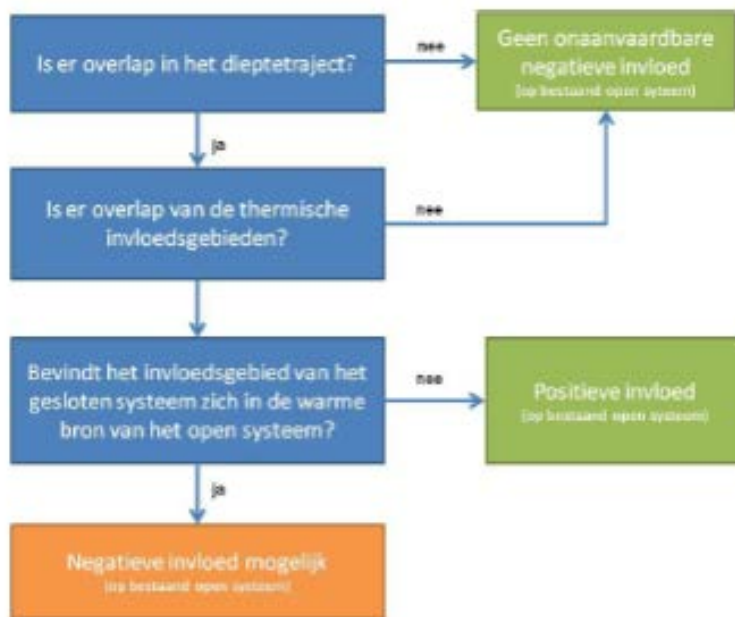 Is er overlap in het dieptetraject?
nee
Geen onaanvaardbare
negatieve invloed
(op bestaand open syteem)
ja
Is er overlap van de thermische
invloedsgebieden?
nee
Bevindt het invloedsgebied van het
gesloten systeem zich in de warme
bron van het open systeem?
nee
Positieve invloed
(op bestaand open systeem)
ja
Negatieve invloed mogelijk
(op bestaand open systeem)